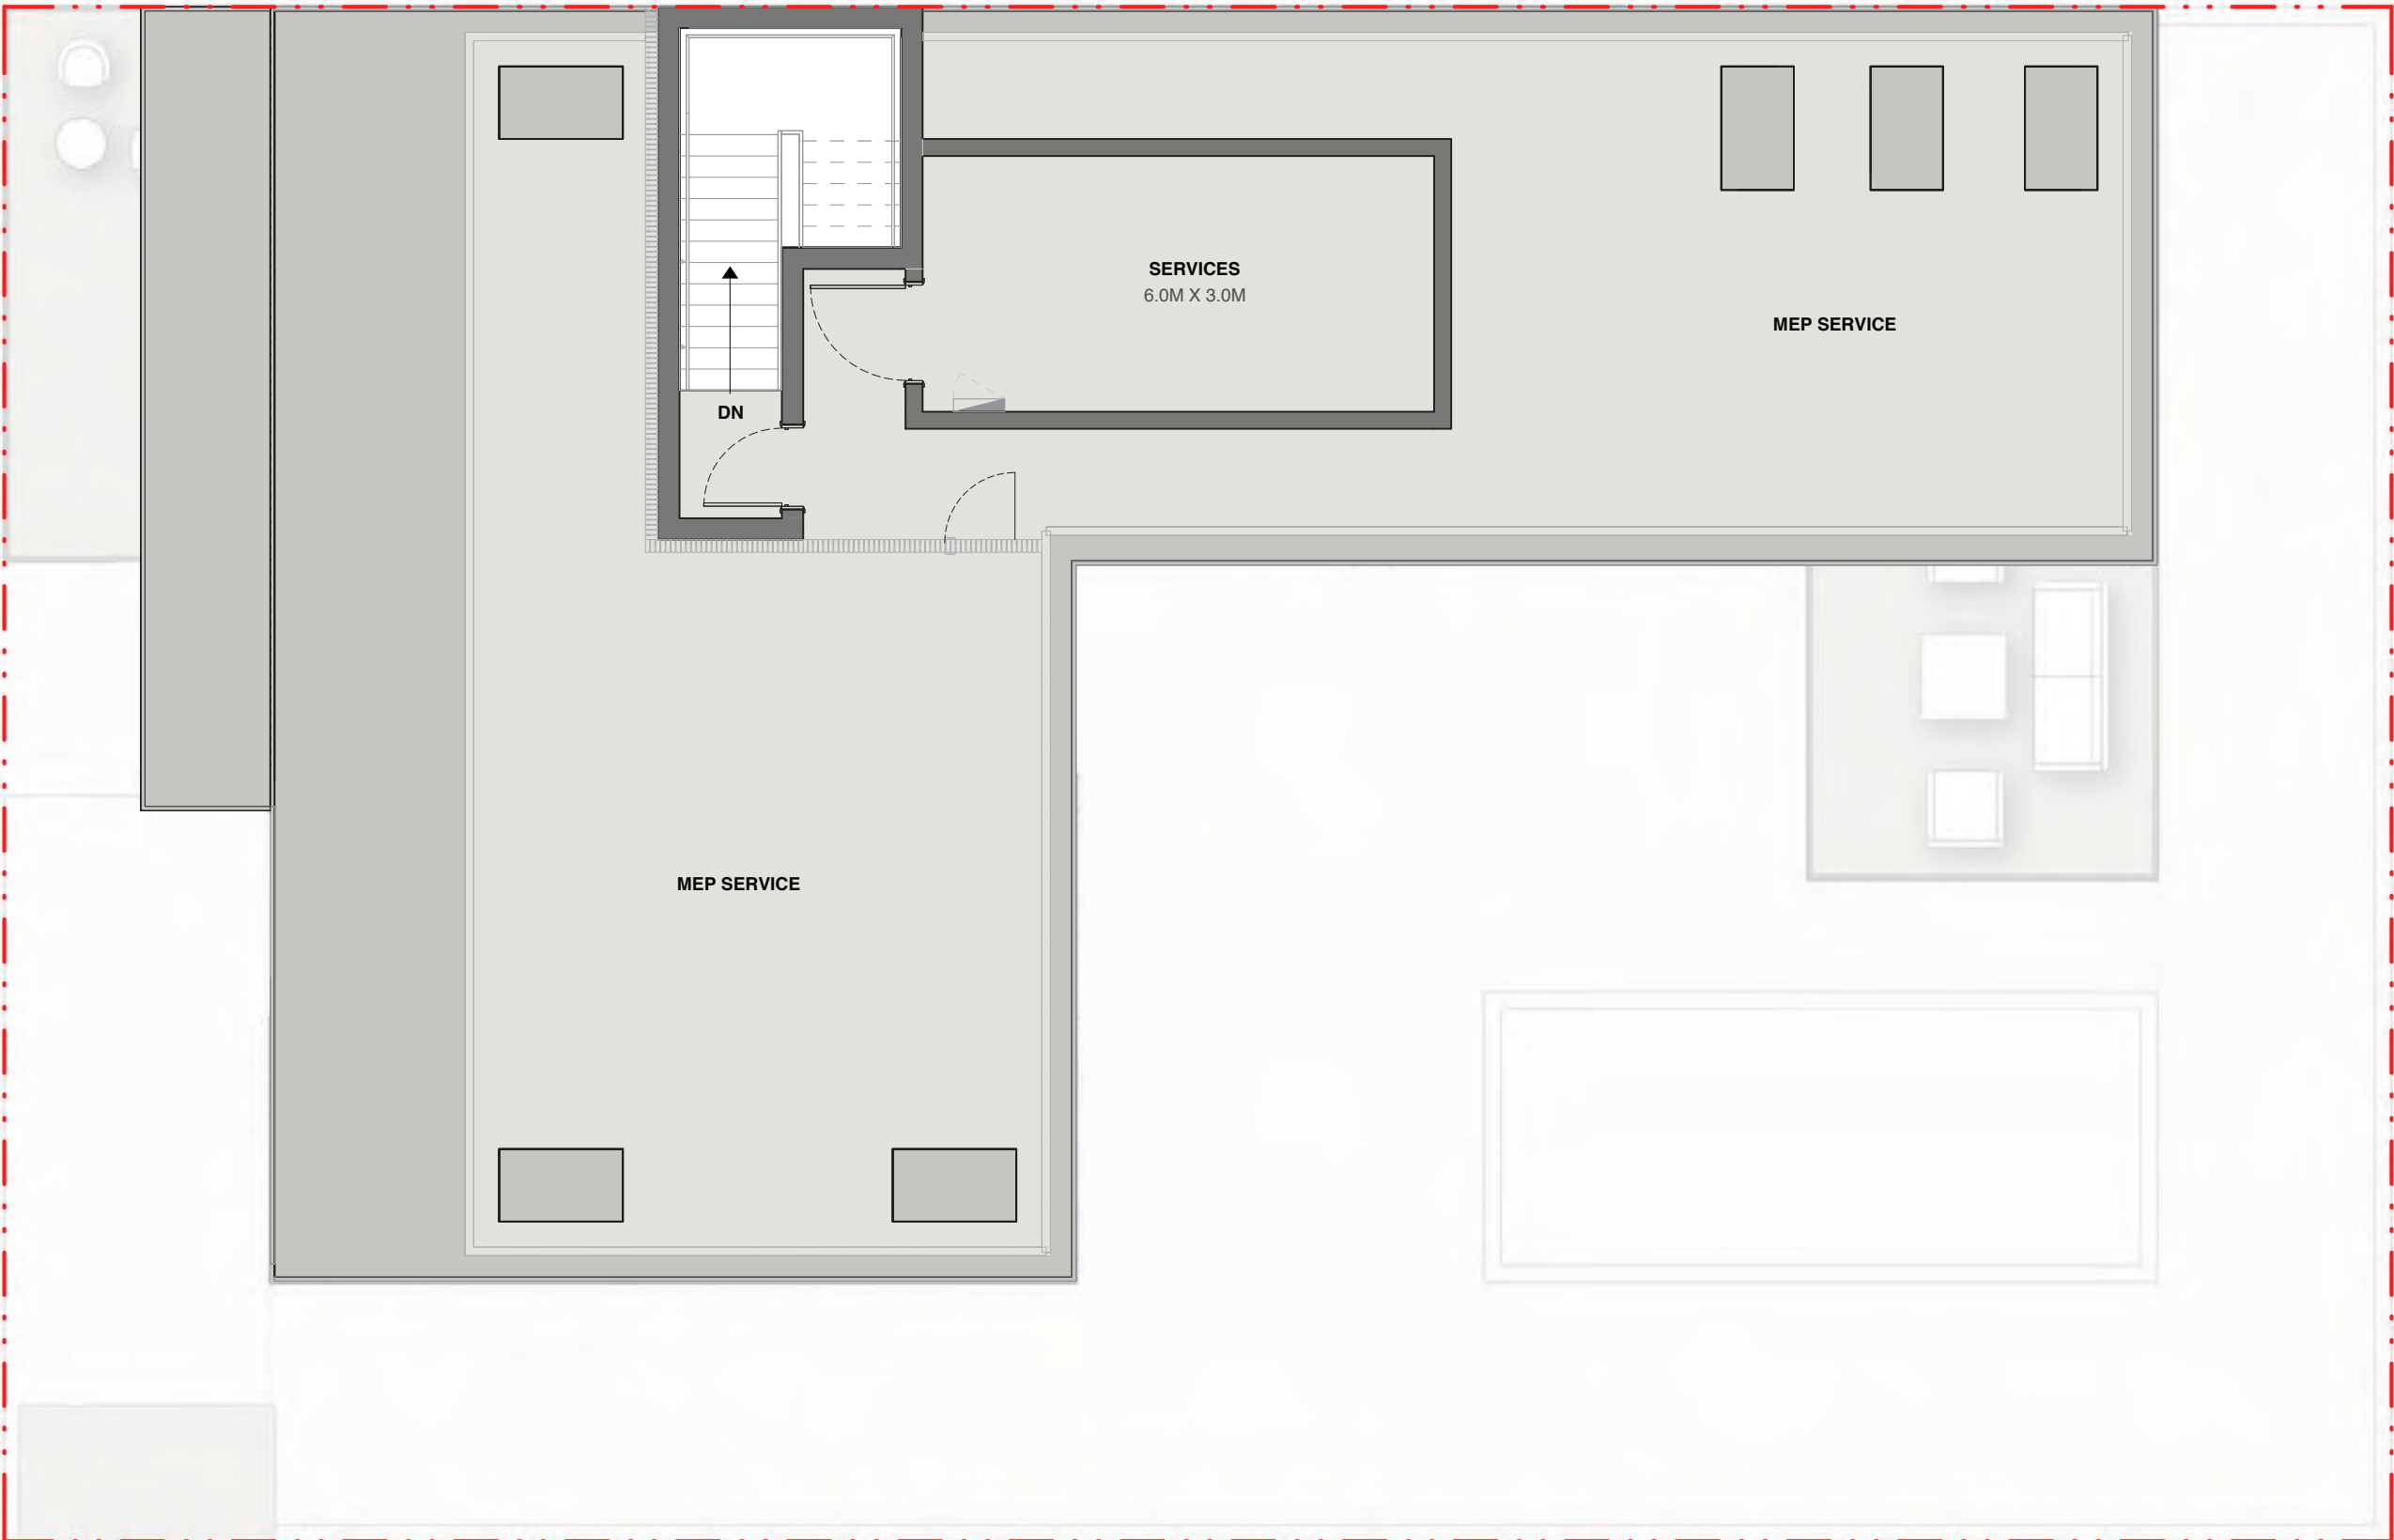 SERVICES
6.0M X 3.0M
MEP SERVICE
DN
MEP SERVICE